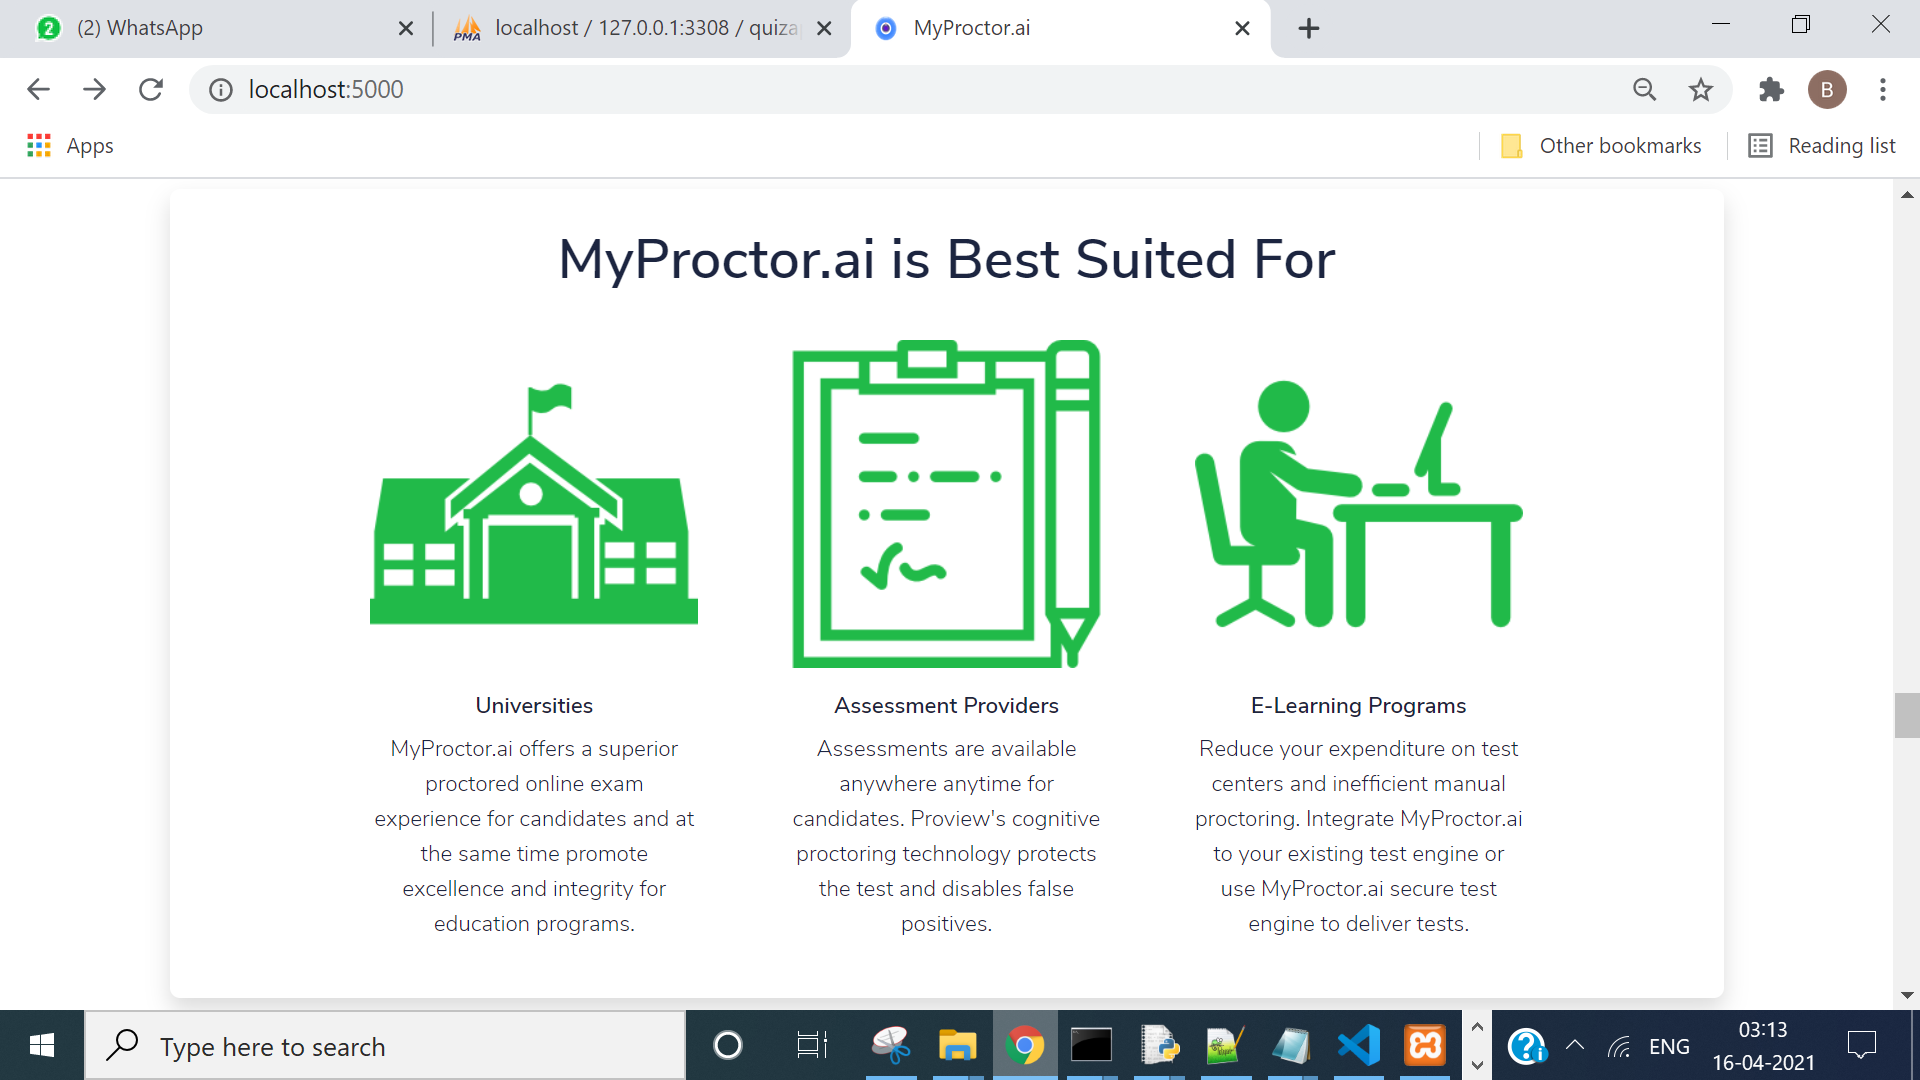 (2) WhatsApp
localhost / 127.0.0.1:3308 / quiza
MyProctor.ai
localhost:5000
B
Apps
Other bookmarks
Reading list
MyProctor.ai is Best Suited For
Universities
MyProctor.ai offers a superior
proctored online exam
experience for candidates and at
the same time promote
excellence and integrity for
education programs.
Assessment Providers
Assessments are available
anywhere anytime for
candidates. Proview's cognitive
proctoring technology protects
the test and disables false
positives.
E-Learning Programs
Reduce your expenditure on test
centers and inefficient manual
proctoring. Integrate MyProctor.ai
to your existing test engine or
use MyProctor.ai secure test
engine to deliver tests.
Type here to search
ENG
03:13
16-04-2021